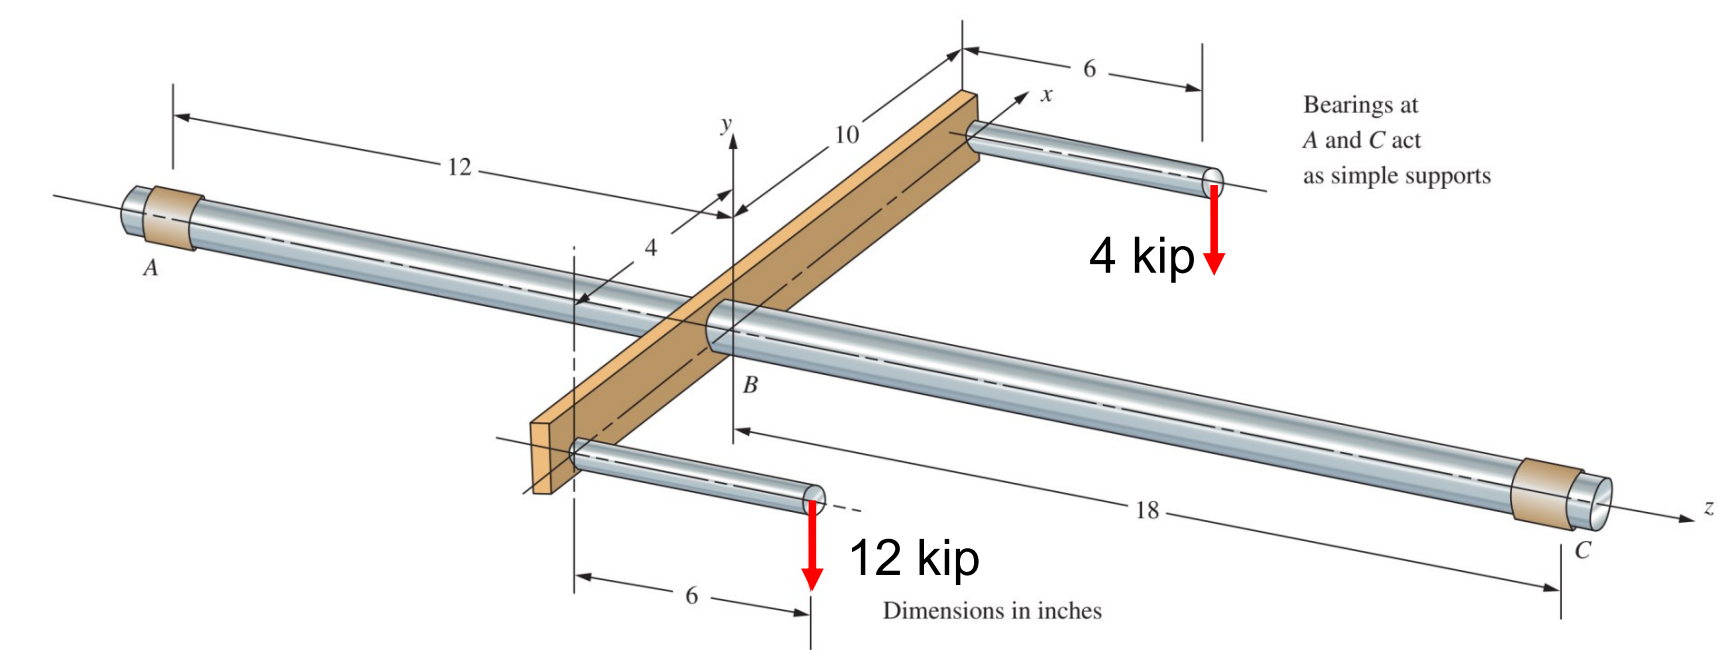 6
x
Bearings at
A and C act
as simple supports
y
10
12
4
4 kip
A
B
18
z
C
12 kip
6
Dimensions in inches